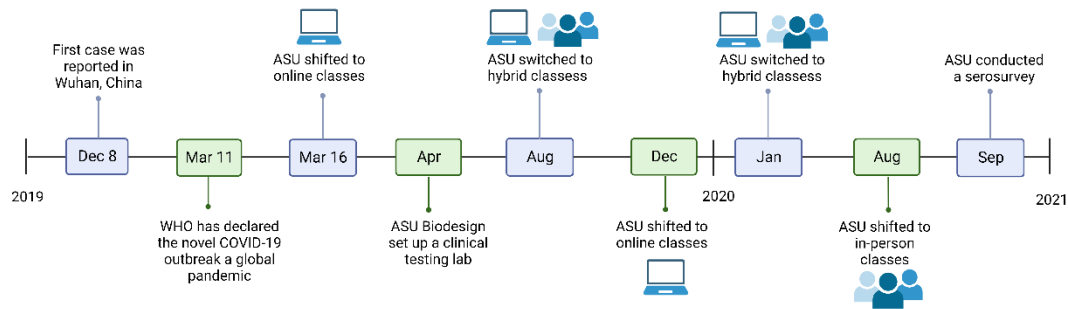 First case was
reported in
Wuhan, China
ASU shifted to
online classes
ASU switched to
hybrid classess
ASU switched to
hybrid classess
ASU conducted
a serosurvey
Dec 8
Mar 11
Mar 16
Apr
Aug
Dec
Jan
Aug
Sep
2019
2020
2021
WHO has declared
the novel COVID-19
outbreak a global
pandemic
ASU Biodesign
set up a clinical
testing lab
ASU shifted to
online classes
ASU shifted to
in-person
classes